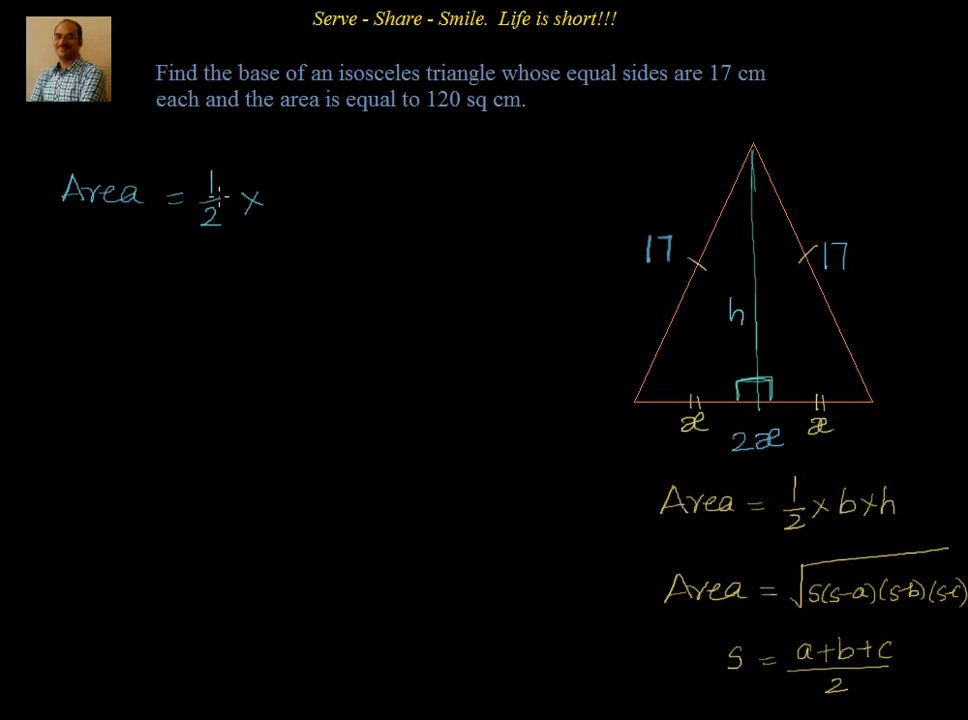 Serve - Share - Smile. Life is short!!!
Find the base of an isosceles triangle whose equal sides are 17 cm
each and the area is equal to 120 sq cm.
Area = 1/2 ×
17
17
h
x
x
2x
Area = 1/2 × b × h
Area = √s(s-a)(s-b)(s-c)
s = a+b+c/2